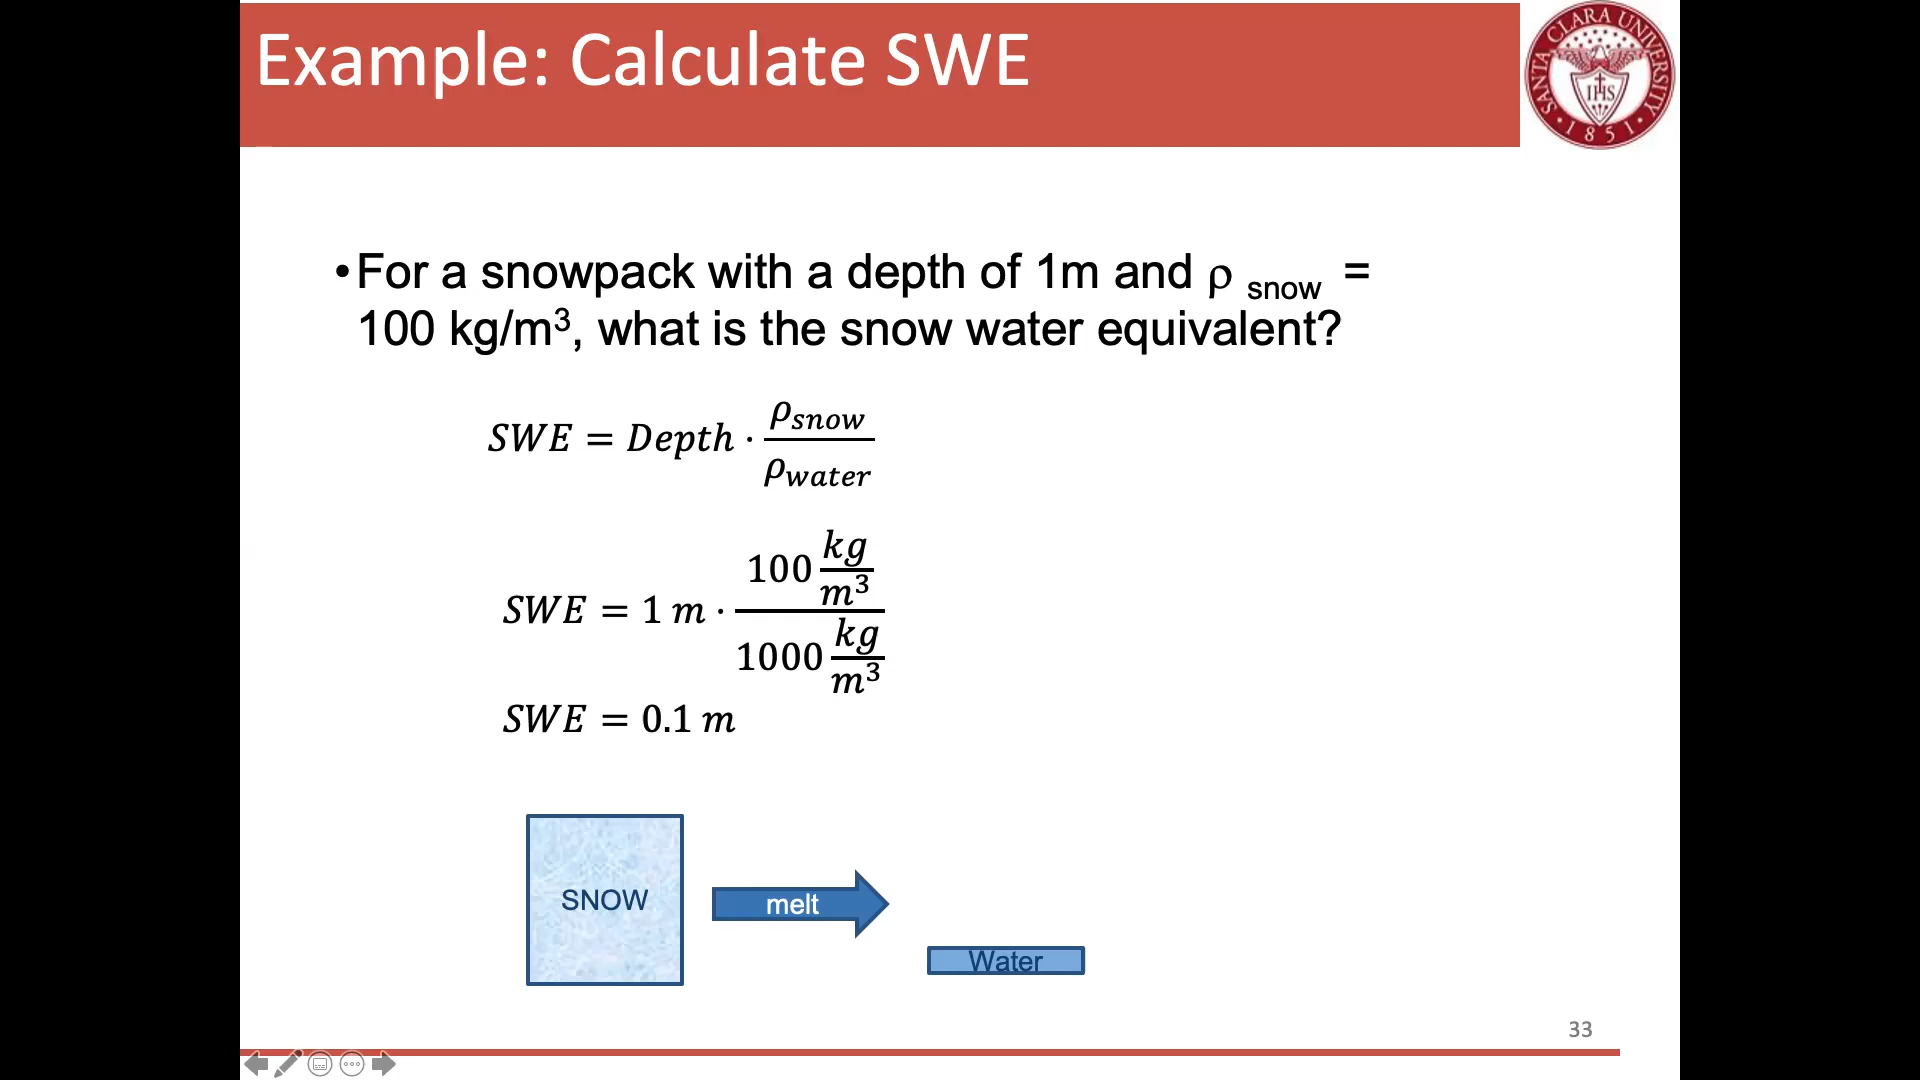 Example: Calculate SWE
SANTA CLARA UNIVERSITY
IHS
• 1851 •
•For a snowpack with a depth of 1m and ρ snow =
100 kg/m³, what is the snow water equivalent?
SWE = Depth · ρsnow / ρwater
SWE = 1 m · 100 kg/m³ / 1000 kg/m³
SWE = 0.1 m
SNOW
melt
Water
33